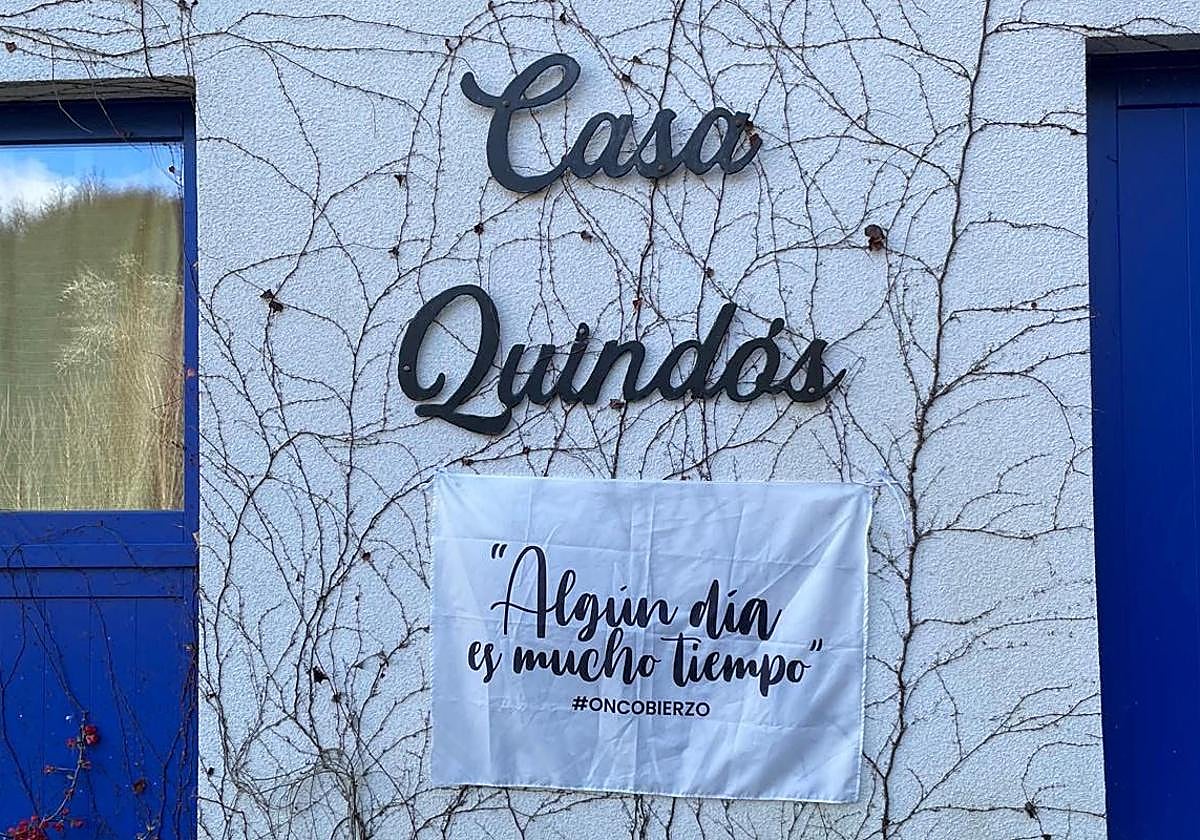 Casa
Quindós
“Algún día
es mucho tiempo”
#ONCOBIERZO